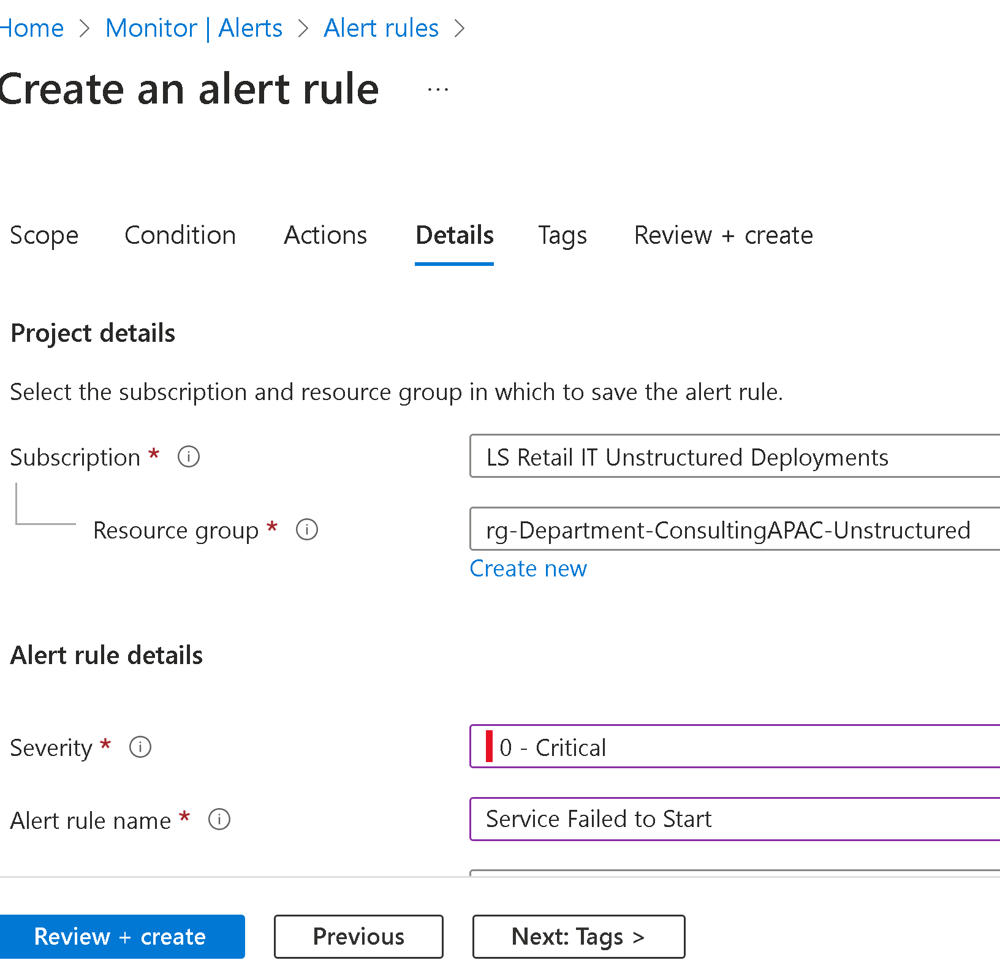 Home > Monitor | Alerts > Alert rules >
Create an alert rule ...
Scope Condition Actions Details Tags Review + create
Project details
Select the subscription and resource group in which to save the alert rule.
Subscription * LS Retail IT Unstructured Deployments
Resource group * rg-Department-ConsultingAPAC-Unstructured
Create new
Alert rule details
Severity * 0 - Critical
Alert rule name * Service Failed to Start
Review + create Previous Next: Tags >